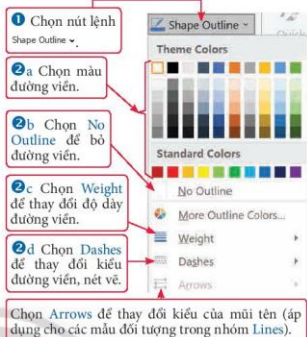 ❶ Chọn nút lệnh
Shape Outline
❷a Chọn màu
đường viền.
❷b Chọn No
Outline để bỏ
đường viền.
❷c Chọn Weight
để thay đổi độ dày
đường viền.
❷d Chọn Dashes
để thay đổi kiểu
đường viền, nét vẽ.
Shape Outline
Theme Colors
Standard Colors
No Outline
More Outline Colors...
Weight
Dashes
Arrows
Chọn Arrows để thay đổi kiểu của mũi tên (áp
dụng cho các mẫu đối tượng trong nhóm Lines).